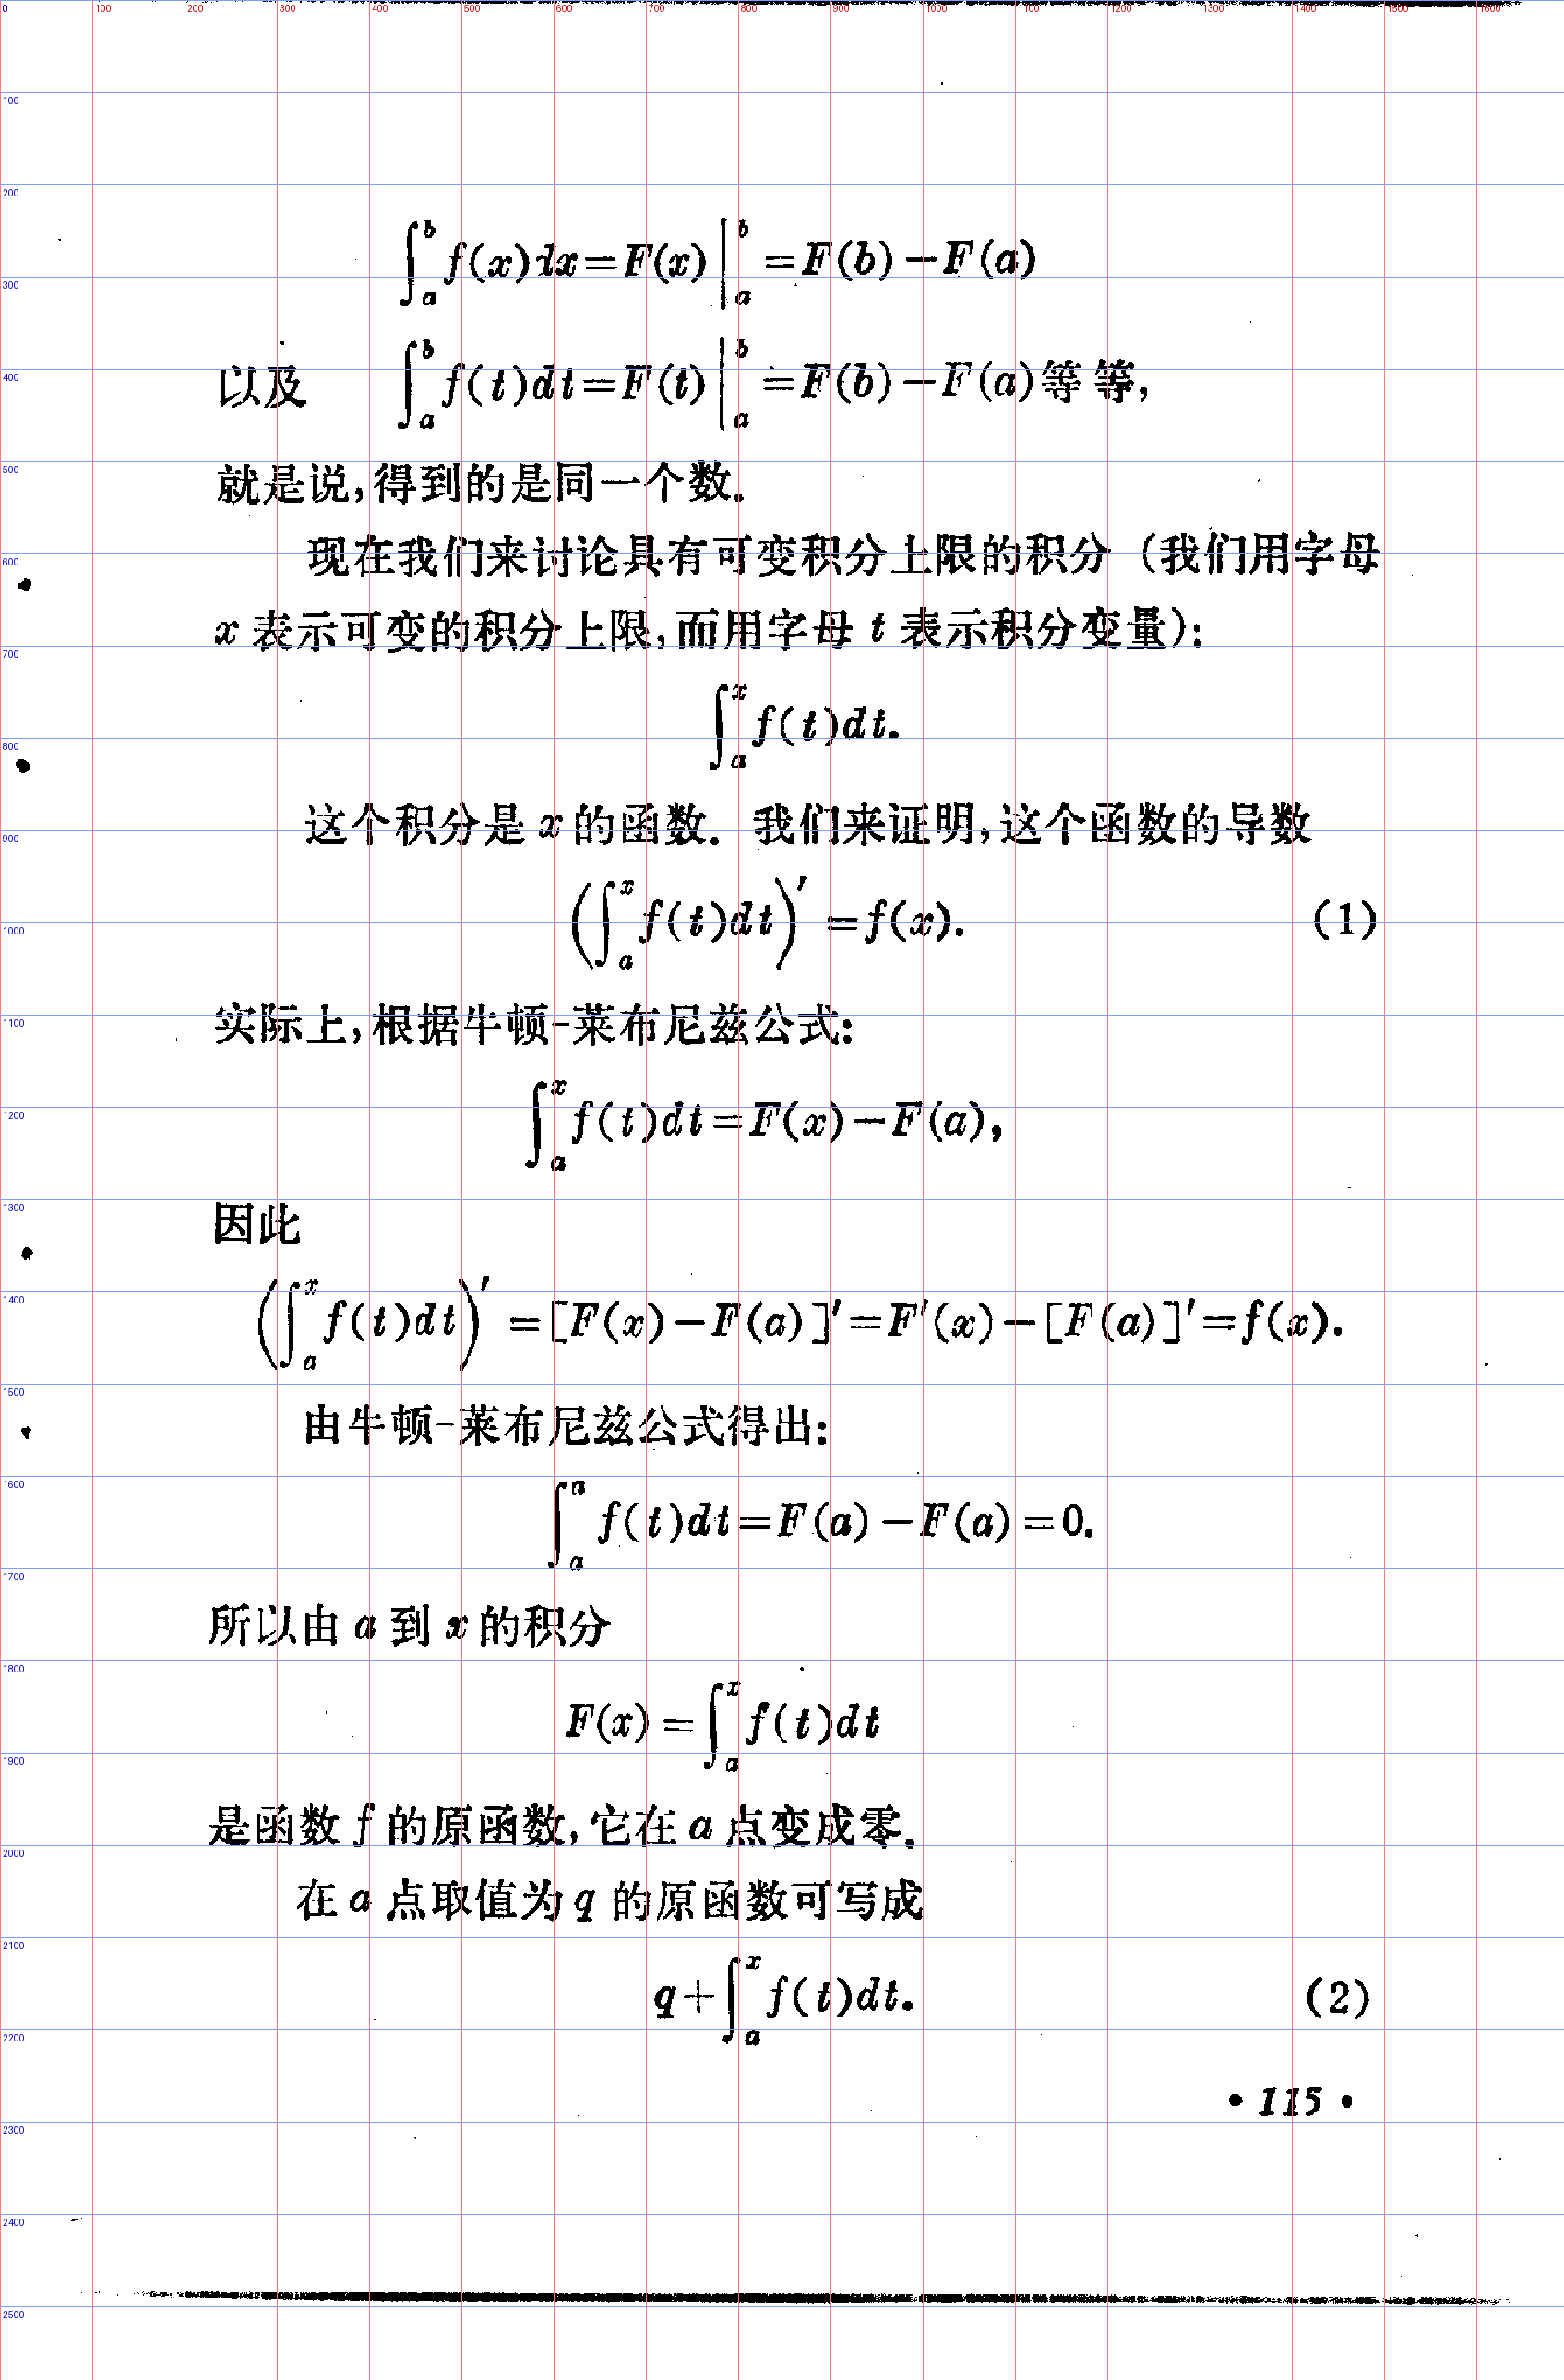 ∫_a^b f(x)dx=F(x)|_a^b=F(b)-F(a)
以及 ∫_a^b f(t)dt=F(t)|_a^b=F(b)-F(a)等等,
就是说,得到的是同一个数.
现在我们来讨论具有可变积分上限的积分(我们用字母
x 表示可变的积分上限,而用字母 t 表示积分变量):
∫_a^x f(t)dt.
这个积分是 x 的函数. 我们来证明,这个函数的导数
(∫_a^x f(t)dt)′=f(x). (1)
实际上,根据牛顿-莱布尼兹公式:
∫_a^x f(t)dt=F(x)-F(a),
因此
(∫_a^x f(t)dt)′=[F(x)-F(a)]′=F′(x)-[F(a)]′=f(x).
由牛顿-莱布尼兹公式得出:
∫_a^a f(t)dt=F(a)-F(a)=0.
所以由 a 到 x 的积分
F(x)=∫_a^x f(t)dt
是函数 f 的原函数,它在 a 点变成零.
在 a 点取值为 q 的原函数可写成
q+∫_a^x f(t)dt. (2)
• 115 •